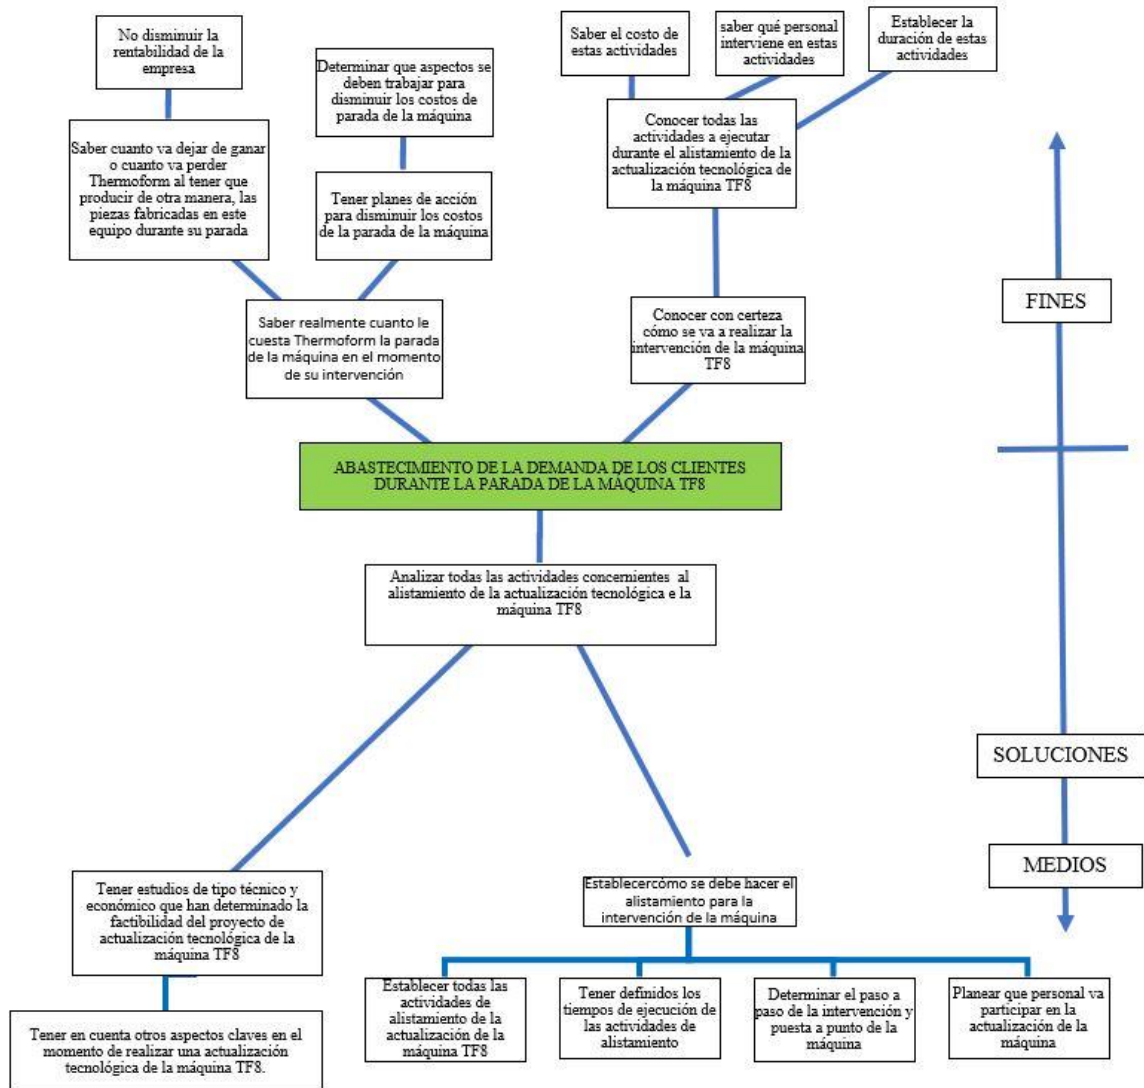 No disminuir la
rentabilidad de la
empresa
Determinar que aspectos se
deben trabajar para
disminuir los costos de
parada de la máquina
Saber el costo de
estas actividades
saber qué personal
interviene en estas
actividades
Establecer la
duración de estas
actividades
Saber cuanto va dejar de ganar
o cuanto va perder
Thermoform al tener que
producir de otra manera, las
piezas fabricadas en este
equipo durante su parada
Tener planes de acción
para disminuir los costos
de la parada de la máquina
Conocer todas las
actividades a ejecutar
durante el alistamiento de la
actualización tecnológica de
la máquina TF8
Saber realmente cuanto le
cuesta Thermoform la parada
de la máquina en el momento
de su intervención
Conocer con certeza
cómo se va a realizar la
intervención de la máquina
TF8
FINES
ABASTECIMIENTO DE LA DEMANDA DE LOS CLIENTES
DURANTE LA PARADA DE LA MÁQUINA TF8
Analizar todas las actividades concernientes al
alistamiento de la actualización tecnológica e la
máquina TF8
SOLUCIONES
MEDIOS
Tener estudios de tipo técnico y
económico que han determinado la
factibilidad del proyecto de
actualización tecnológica de la
máquina TF8
Establecercómo se debe hacer el
alistamiento para la
intervención de la máquina
Tener en cuenta otros aspectos claves en el
momento de realizar una actualización
tecnológica de la máquina TF8.
Establecer todas las
actividades de
alistamiento de la
actualización de la
máquina TF8
Tener definidos los
tiempos de ejecución de
las actividades de
alistamiento
Determinar el paso a
paso de la intervención y
puesta a punto de la
máquina
Planear que personal va
participar en la
actualización de la
máquina